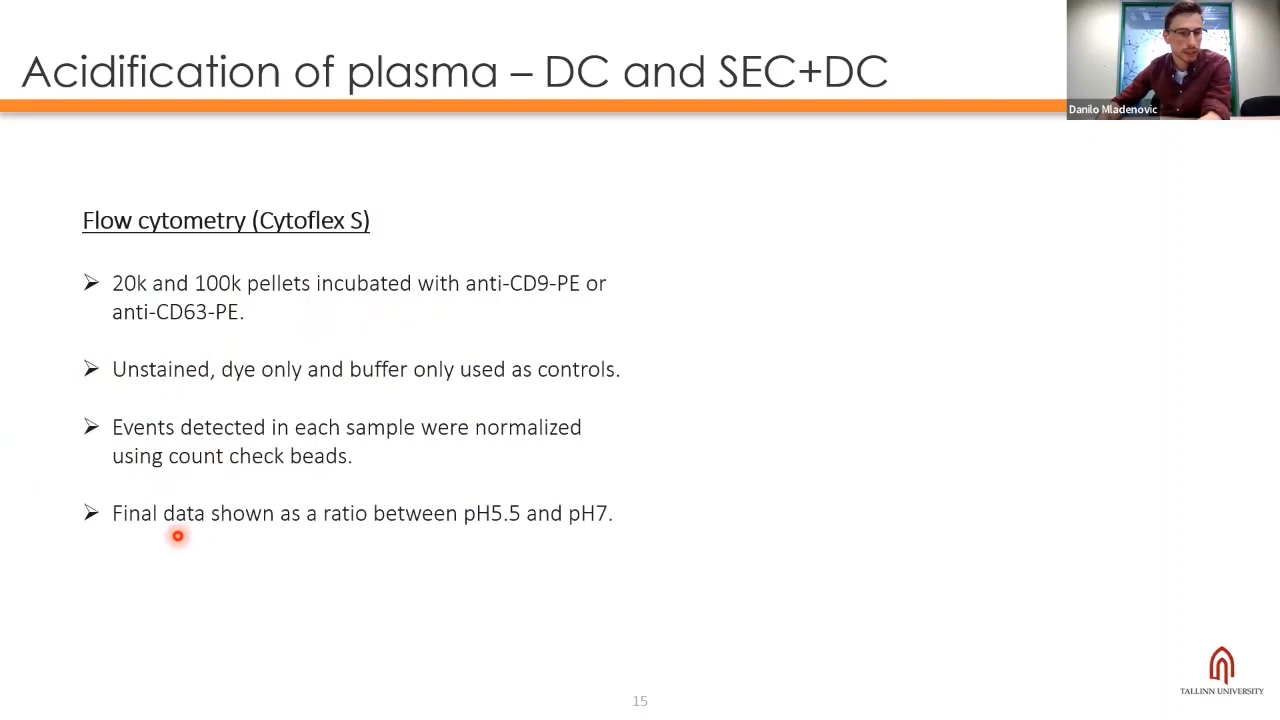 Acidification of plasma – DC and SEC+DC
Danilo Mladenovic
Flow cytometry (Cytoflex S)
➢ 20k and 100k pellets incubated with anti-CD9-PE or
anti-CD63-PE.
➢ Unstained, dye only and buffer only used as controls.
➢ Events detected in each sample were normalized
using count check beads.
➢ Final data shown as a ratio between pH5.5 and pH7.
15
TALLINN UNIVERSITY